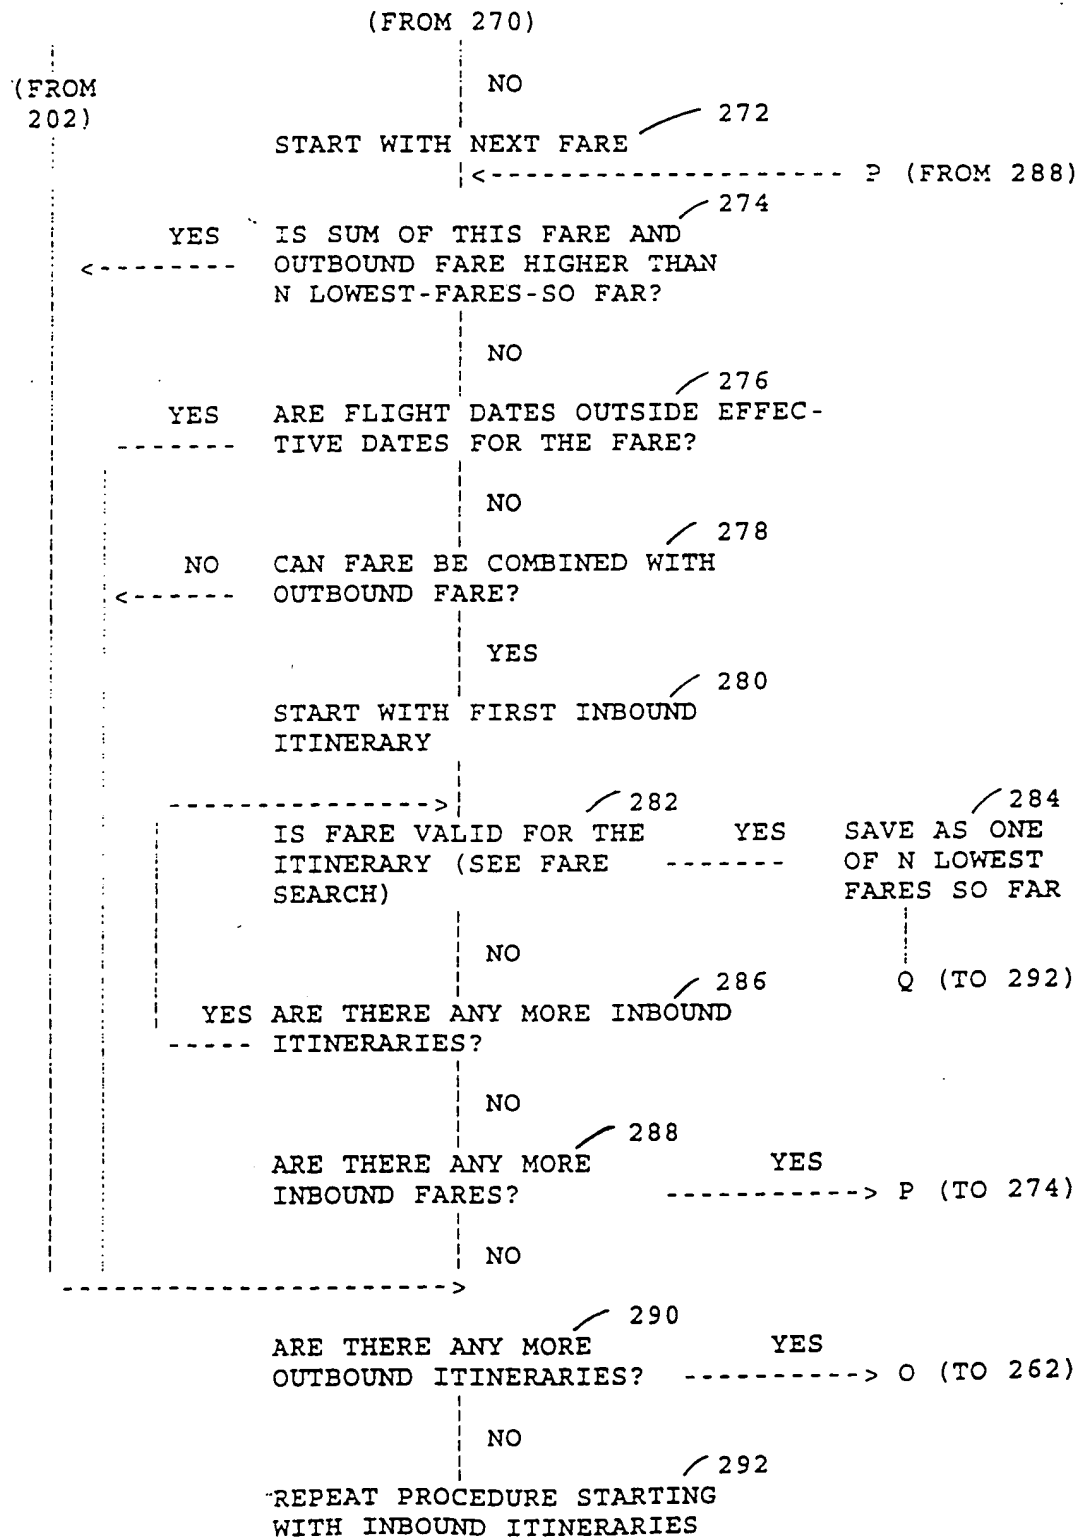 (FROM 270)
(FROM
202)
NO
272
START WITH NEXT FARE
P (FROM 288)
274
YES IS SUM OF THIS FARE AND
OUTBOUND FARE HIGHER THAN
N LOWEST-FARES-SO FAR?
NO
276
YES ARE FLIGHT DATES OUTSIDE EFFEC-
TIVE DATES FOR THE FARE?
NO
278
NO CAN FARE BE COMBINED WITH
OUTBOUND FARE?
YES
280
START WITH FIRST INBOUND
ITINERARY
282
IS FARE VALID FOR THE
ITINERARY (SEE FARE
SEARCH)
YES
284
SAVE AS ONE
OF N LOWEST
FARES SO FAR
Q (TO 292)
NO
286
YES ARE THERE ANY MORE INBOUND
ITINERARIES?
NO
288
ARE THERE ANY MORE
INBOUND FARES?
YES
P (TO 274)
NO
290
ARE THERE ANY MORE
OUTBOUND ITINERARIES?
YES
O (TO 262)
NO
292
REPEAT PROCEDURE STARTING
WITH INBOUND ITINERARIES